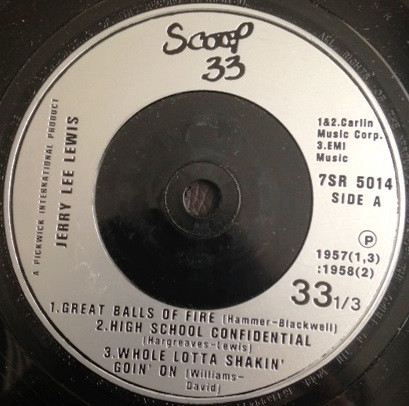 Scoop
33
A PICKWICK INTERNATIONAL PRODUCT
JERRY LEE LEWIS
1&2.Carlin
Music Corp.
3.EMI
Music
7SR 5014
SIDE A
Ⓟ
1957(1,3)
:1958(2)
33 1/3
1.GREAT BALLS OF FIRE (Hammer-Blackwell)
2.HIGH SCHOOL CONFIDENTIAL
(Hargreaves-Lewis)
3.WHOLE LOTTA SHAKIN'
GOIN' ON (Williams-
David)